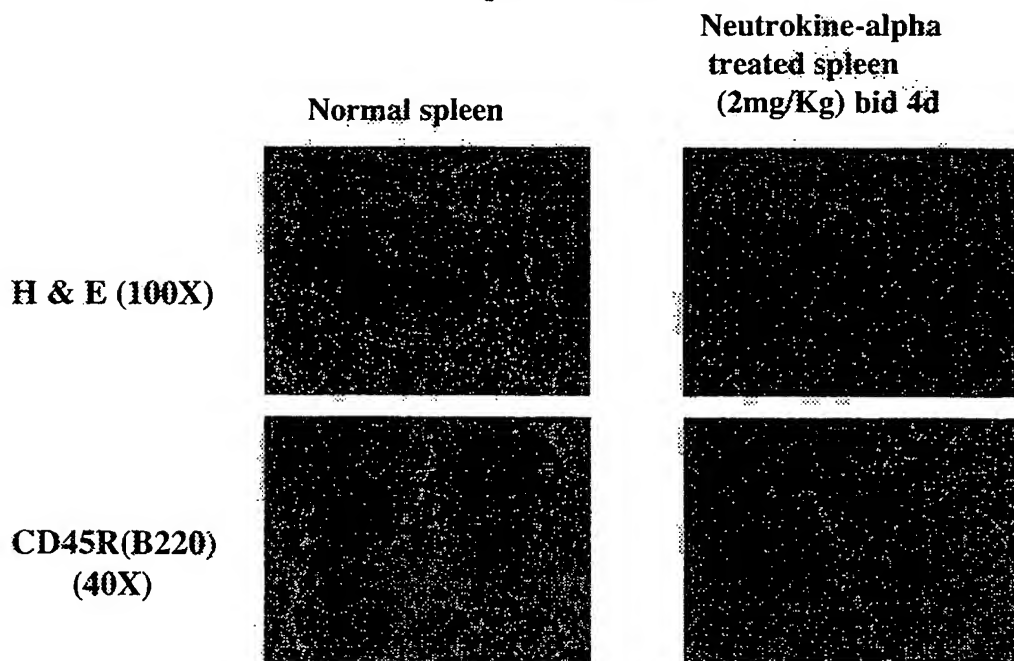 Neutrokine-alpha
treated spleen
(2mg/Kg) bid 4d
Normal spleen
H & E (100X)
CD45R(B220)
(40X)